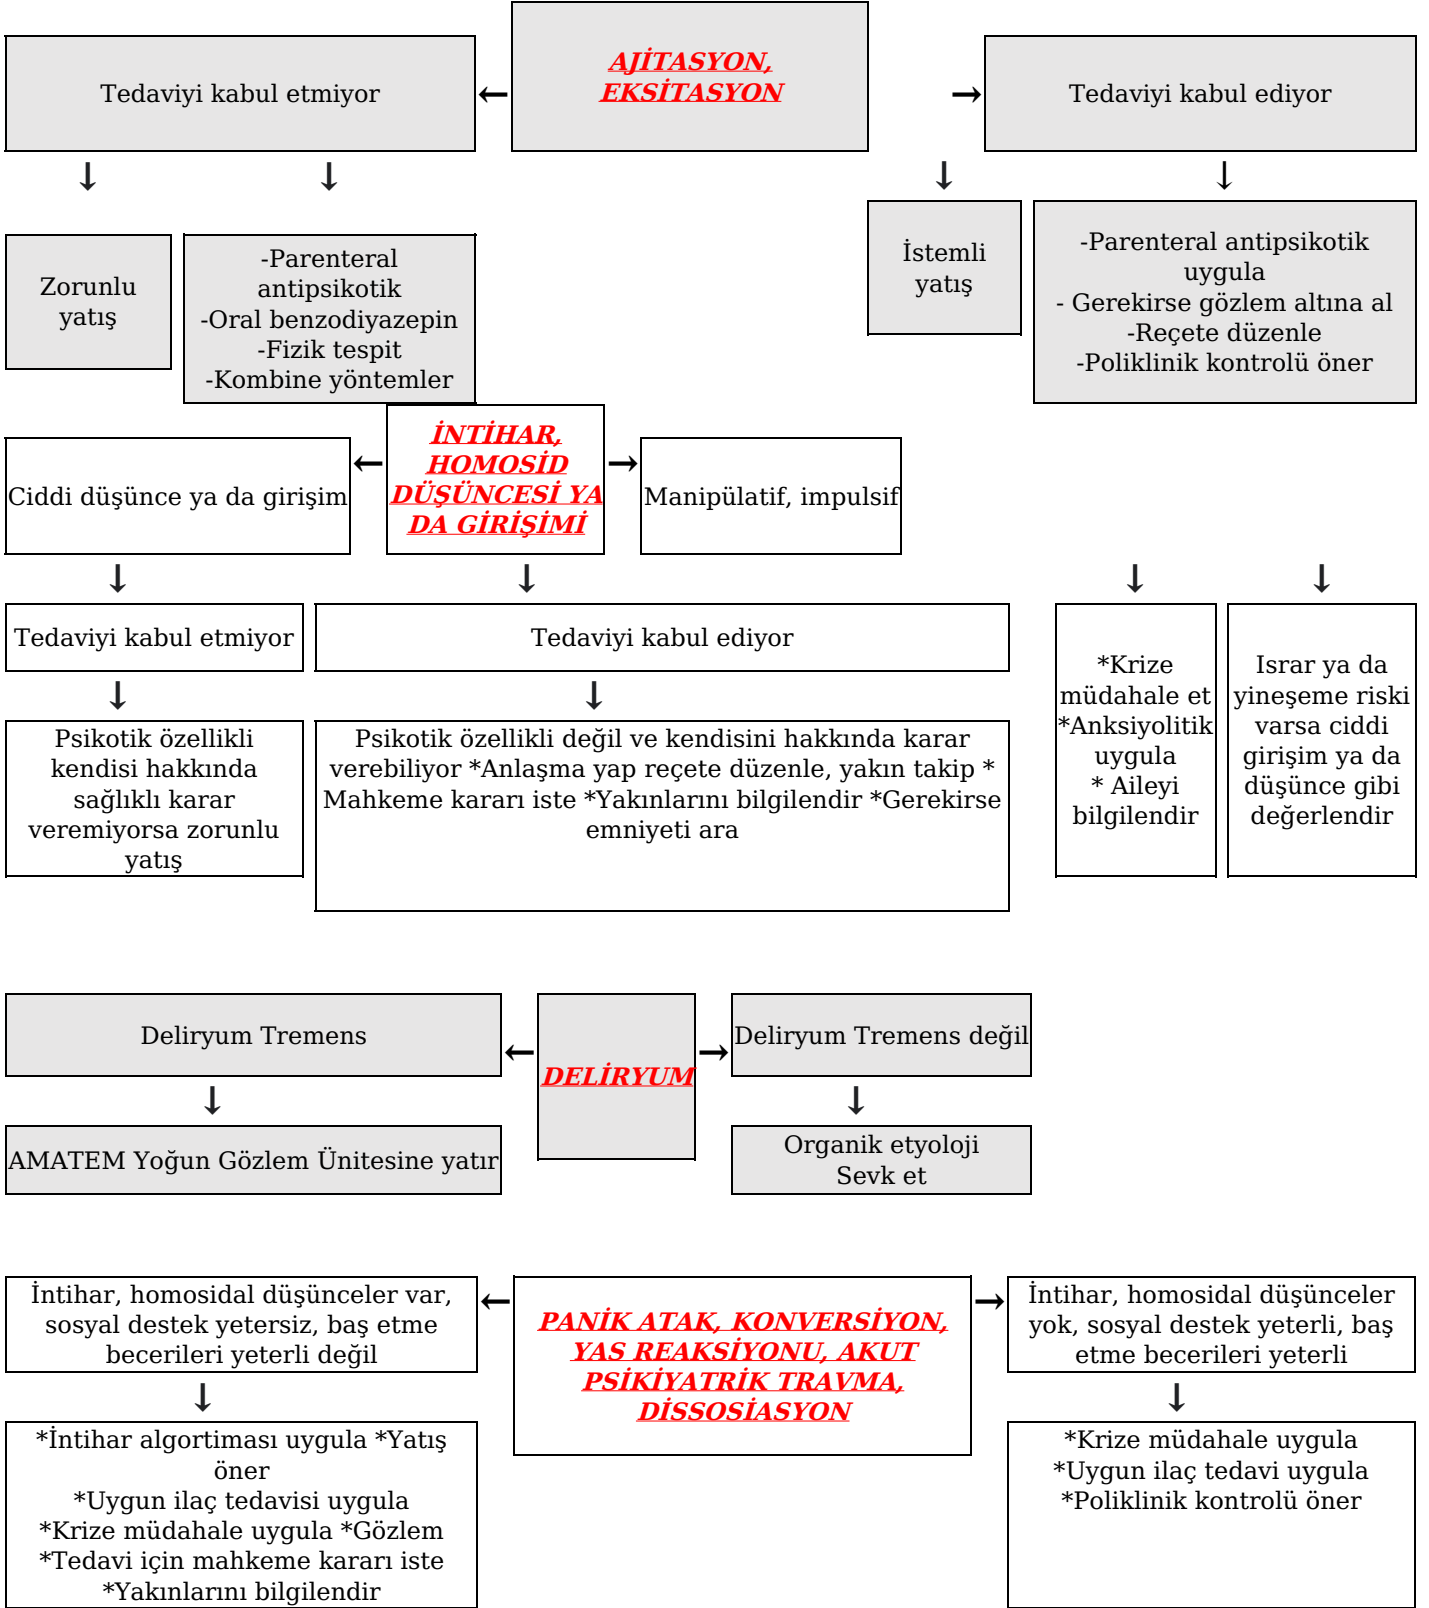 AJİTASYON,
EKSİTASYON
Tedaviyi kabul etmiyor
←
→
Tedaviyi kabul ediyor
↓
↓
↓
↓
Zorunlu
yatış
-Parenteral
antipsikotik
-Oral benzodiyazepin
-Fizik tespit
-Kombine yöntemler
İstemli
yatış
-Parenteral antipsikotik
uygula
- Gerekirse gözlem altına al
-Reçete düzenle
-Poliklinik kontrolü öner
Ciddi düşünce ya da girişim
←
İNTİHAR,
HOMOSİD
DÜŞÜNCESİ YA
DA GİRİŞİMİ
→
Manipülatif, impulsif
↓
↓
↓
↓
Tedaviyi kabul etmiyor
Tedaviyi kabul ediyor
↓
↓
Psikotik özellikli
kendisi hakkında
sağlıklı karar
veremiyorsa zorunlu
yatış
Psikotik özellikli değil ve kendisini hakkında karar
verebiliyor *Anlaşma yap reçete düzenle, yakın takip *
Mahkeme kararı iste *Yakınlarını bilgilendir *Gerekirse
emniyeti ara
*Krize
müdahale et
*Anksiyolitik
uygula
* Aileyi
bilgilendir
Israr ya da
yineşeme riski
varsa ciddi
girişim ya da
düşünce gibi
değerlendir
Deliryum Tremens
←
DELİRYUM
→
Deliryum Tremens değil
↓
↓
AMATEM Yoğun Gözlem Ünitesine yatır
Organik etyoloji
Sevk et
İntihar, homosidal düşünceler var,
sosyal destek yetersiz, baş etme
becerileri yeterli değil
←
PANİK ATAK, KONVERSİYON,
YAS REAKSİYONU, AKUT
PSİKİYATRİK TRAVMA,
DİSSOSİASYON
→
İntihar, homosidal düşünceler
yok, sosyal destek yeterli, baş
etme becerileri yeterli
↓
↓
*İntihar algortiması uygula *Yatış
öner
*Uygun ilaç tedavisi uygula
*Krize müdahale uygula *Gözlem
*Tedavi için mahkeme kararı iste
*Yakınlarını bilgilendir
*Krize müdahale uygula
*Uygun ilaç tedavi uygula
*Poliklinik kontrolü öner